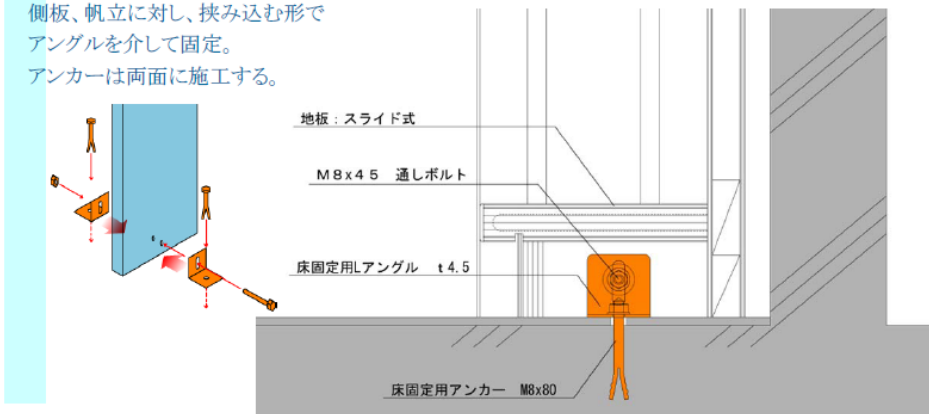 側板、帆立に対し、挟み込む形で
アングルを介して固定。
アンカーは両面に施工する。
地板：スライド式
M8x45　通しボルト
床固定用Lアングル　t4.5
床固定用アンカー　M8x80